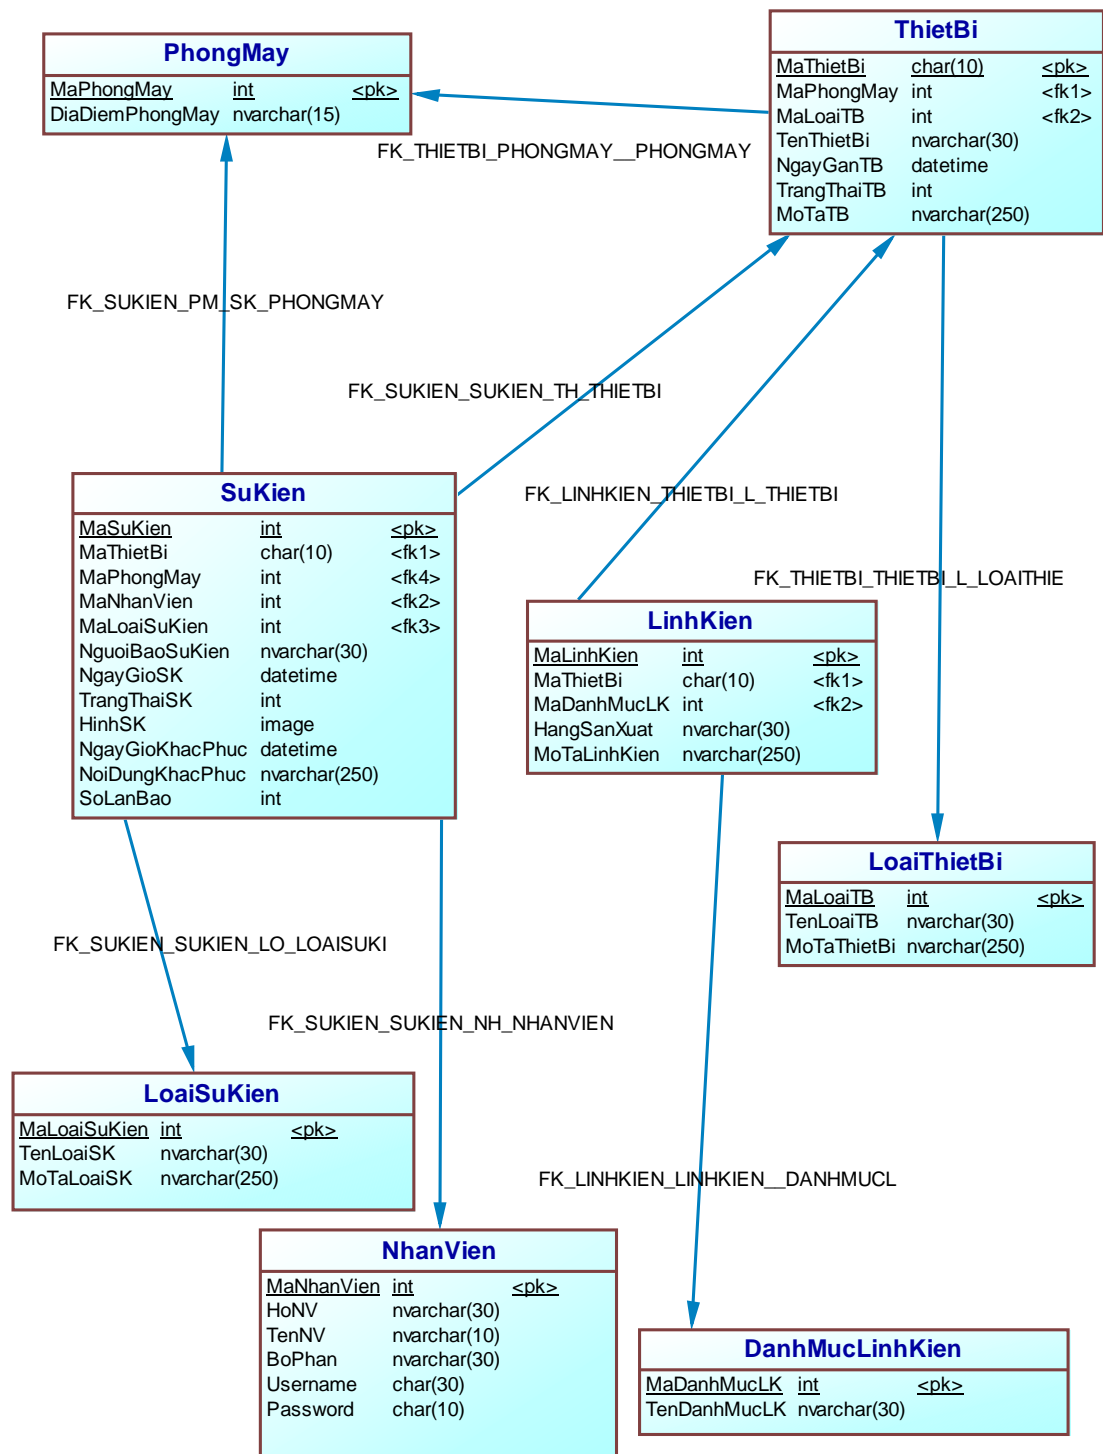 PhongMay
MaPhongMay int <pk>
DiaDiemPhongMay nvarchar(15)
ThietBi
MaThietBi char(10) <pk>
MaPhongMay int <fk1>
MaLoaiTB int <fk2>
TenThietBi nvarchar(30)
NgayGanTB datetime
TrangThaiTB int
MoTaTB nvarchar(250)
FK_THIETBI_PHONGMAY__PHONGMAY
FK_SUKIEN_PM_SK_PHONGMAY
FK_SUKIEN_SUKIEN_TH_THIETBI
FK_LINHKIEN_THIETBI_L_THIETBI
FK_THIETBI_THIETBI_L_LOAITHIE
SuKien
MaSuKien int <pk>
MaThietBi char(10) <fk1>
MaPhongMay int <fk4>
MaNhanVien int <fk2>
MaLoaiSuKien int <fk3>
NguoiBaoSuKien nvarchar(30)
NgayGioSK datetime
TrangThaiSK int
HinhSK image
NgayGioKhacPhuc datetime
NoiDungKhacPhuc nvarchar(250)
SoLanBao int
LinhKien
MaLinhKien int <pk>
MaThietBi char(10) <fk1>
MaDanhMucLK int <fk2>
HangSanXuat nvarchar(30)
MoTaLinhKien nvarchar(250)
LoaiThietBi
MaLoaiTB int <pk>
TenLoaiTB nvarchar(30)
MoTaThietBi nvarchar(250)
FK_SUKIEN_SUKIEN_LO_LOAISUKI
FK_SUKIEN_SUKIEN_NH_NHANVIEN
LoaiSuKien
MaLoaiSuKien int <pk>
TenLoaiSK nvarchar(30)
MoTaLoaiSK nvarchar(250)
FK_LINHKIEN_LINHKIEN__DANHMUCL
NhanVien
MaNhanVien int <pk>
HoNV nvarchar(30)
TenNV nvarchar(10)
BoPhan nvarchar(30)
Username char(30)
Password char(10)
DanhMucLinhKien
MaDanhMucLK int <pk>
TenDanhMucLK nvarchar(30)